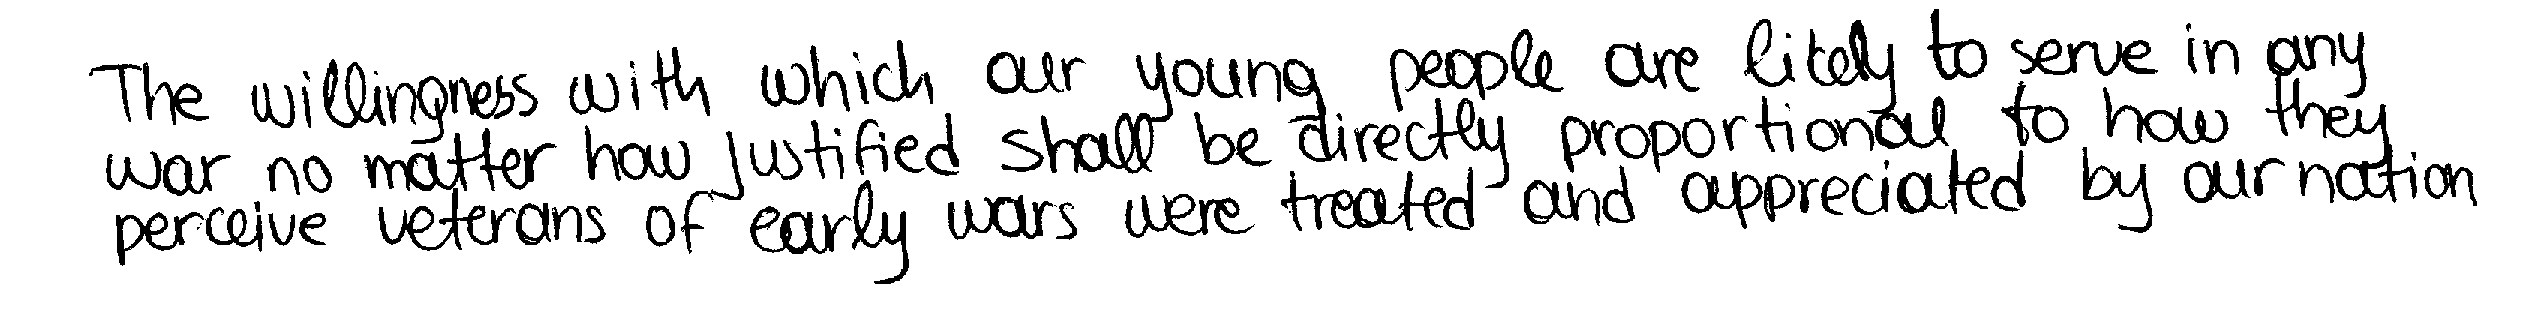 The willingness with which our young people are likely to serve in any
war no matter how justified shall be directly proportional to how they
perceive veterans of early wars were treated and appreciated by our nation